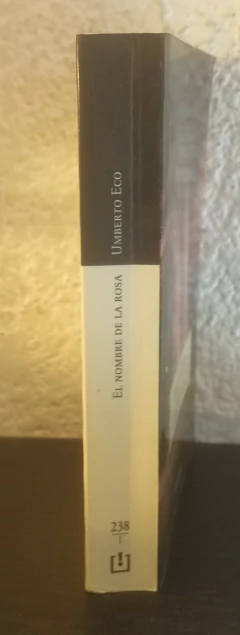 UMBERTO ECO
EL NOMBRE DE LA ROSA
238
1
[!]